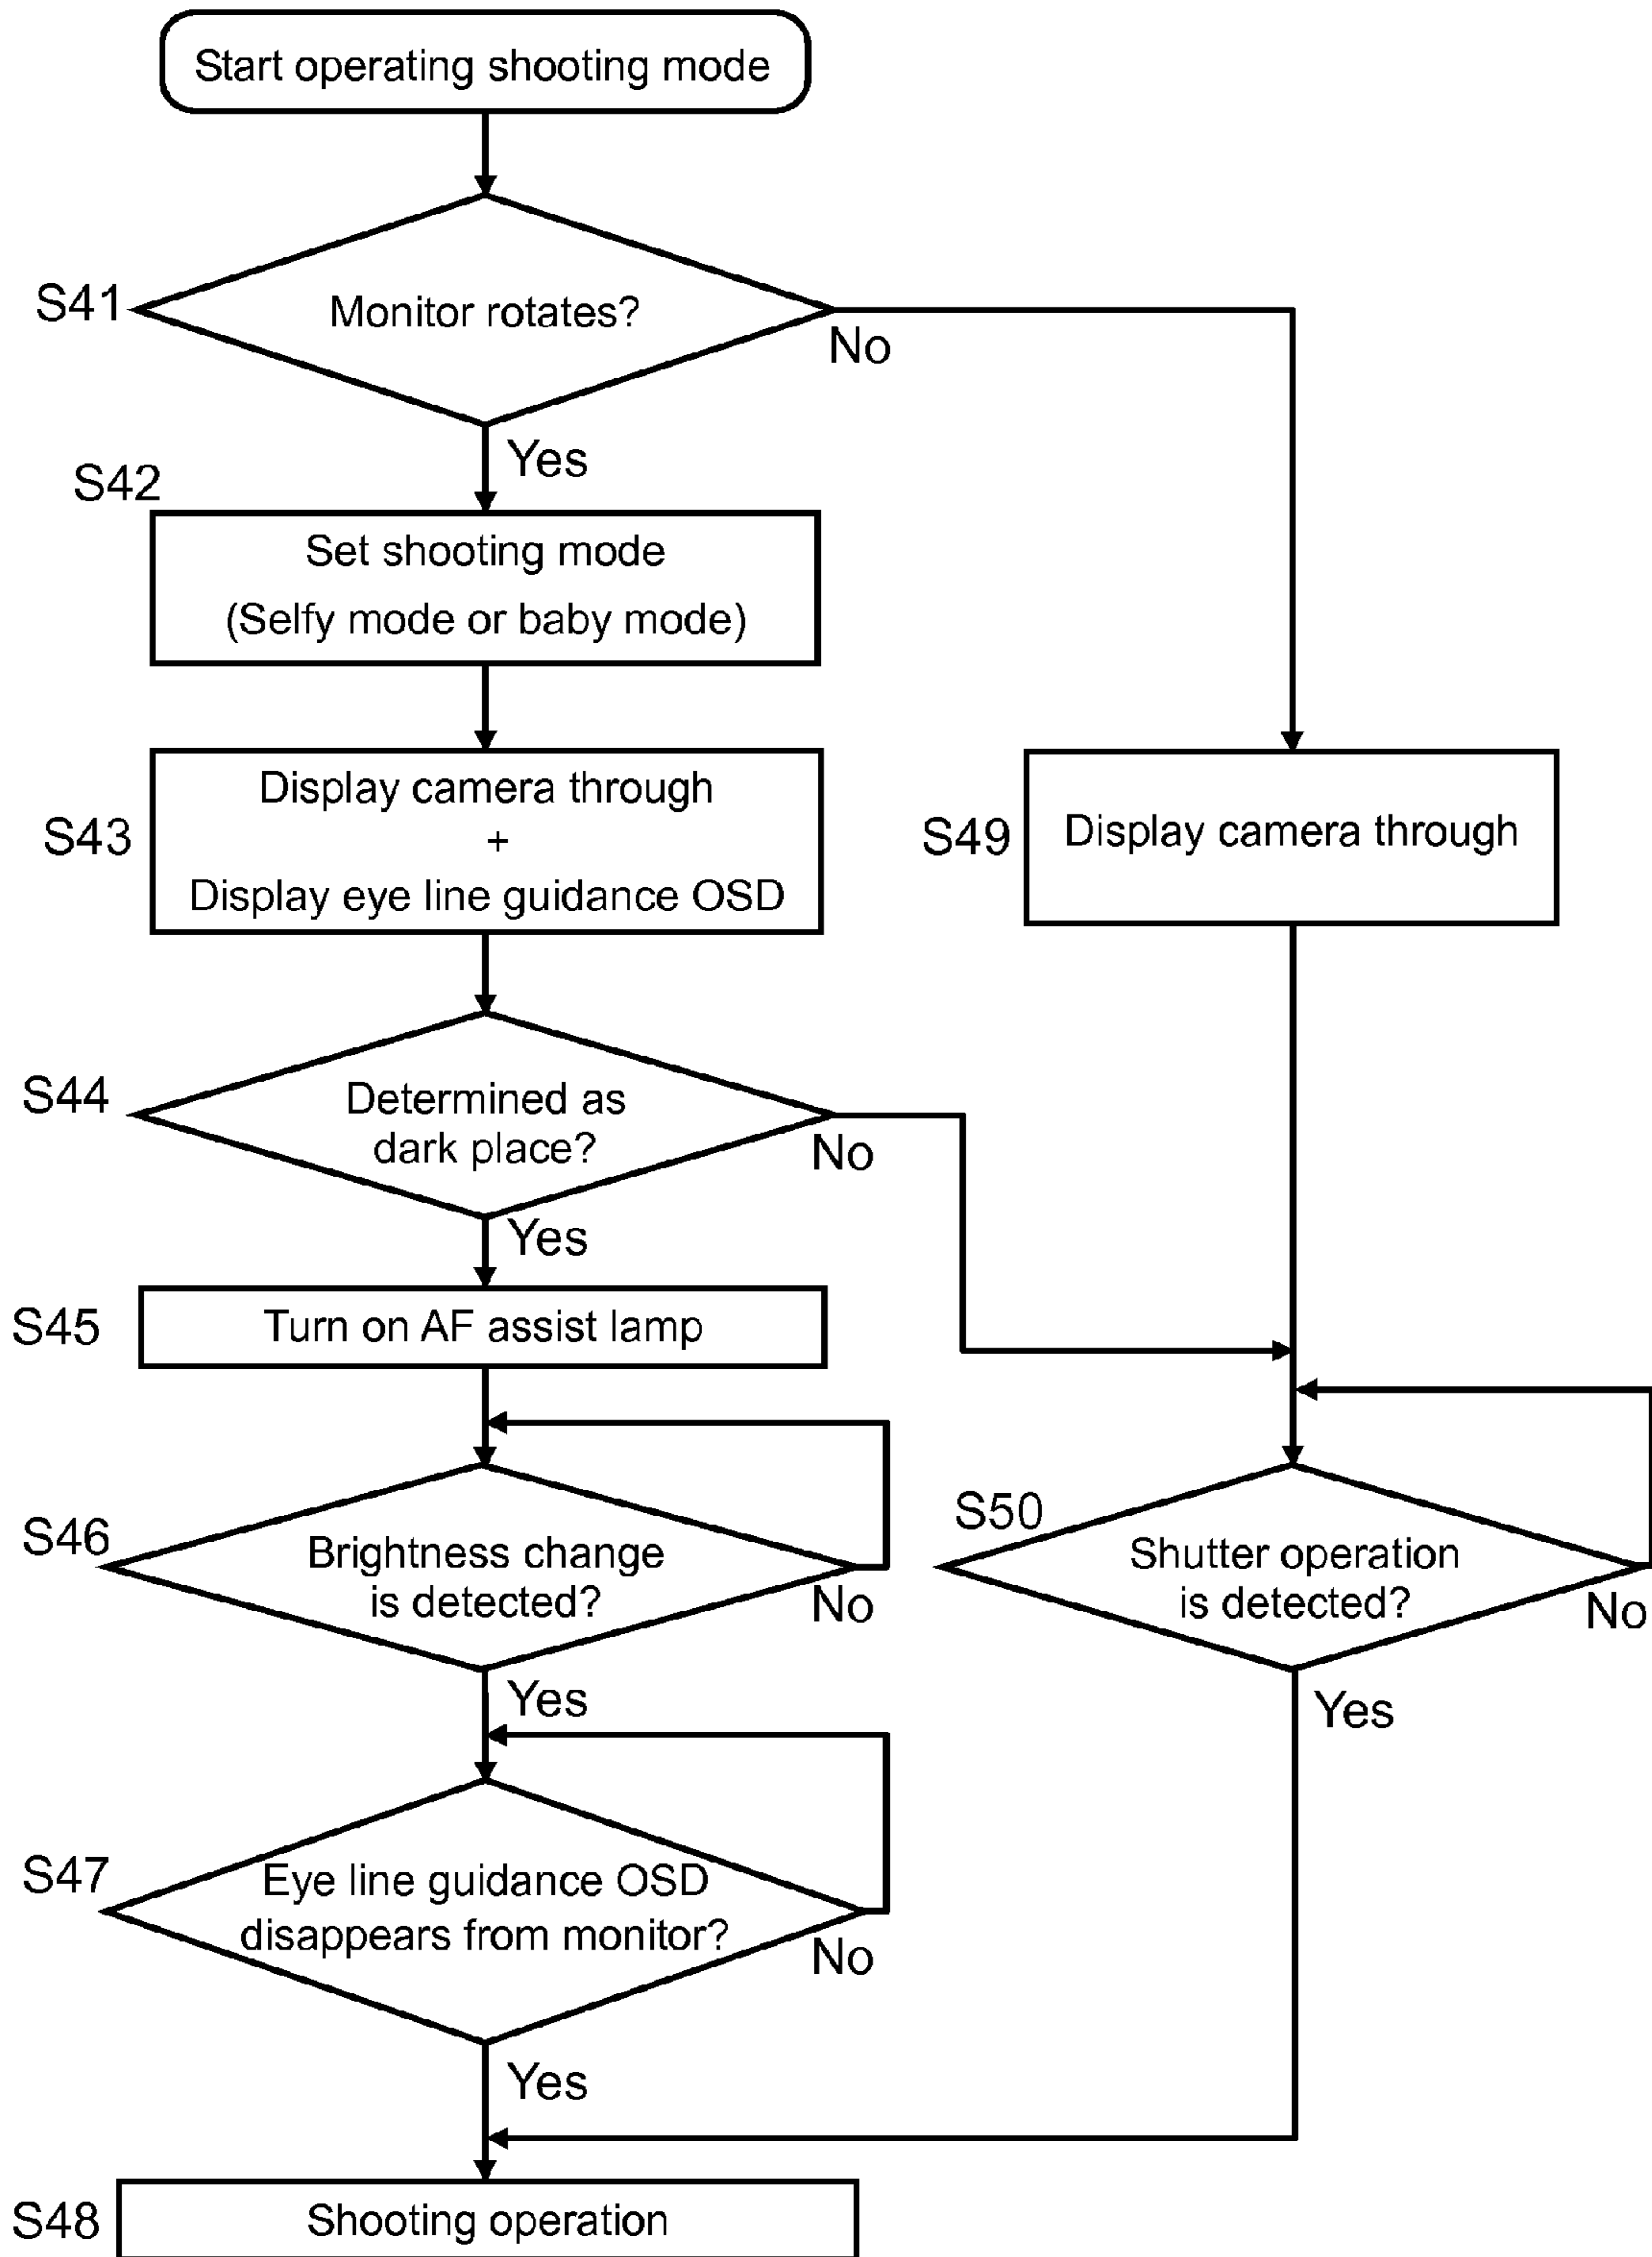 Start operating shooting mode
S41
Monitor rotates?
No
Yes
S42
Set shooting mode
(Selfy mode or baby mode)
S43
Display camera through
+
Display eye line guidance OSD
S49
Display camera through
S44
Determined as
dark place?
No
Yes
S45
Turn on AF assist lamp
S46
Brightness change
is detected?
No
Yes
S50
Shutter operation
is detected?
No
Yes
S47
Eye line guidance OSD
disappears from monitor?
No
Yes
S48
Shooting operation